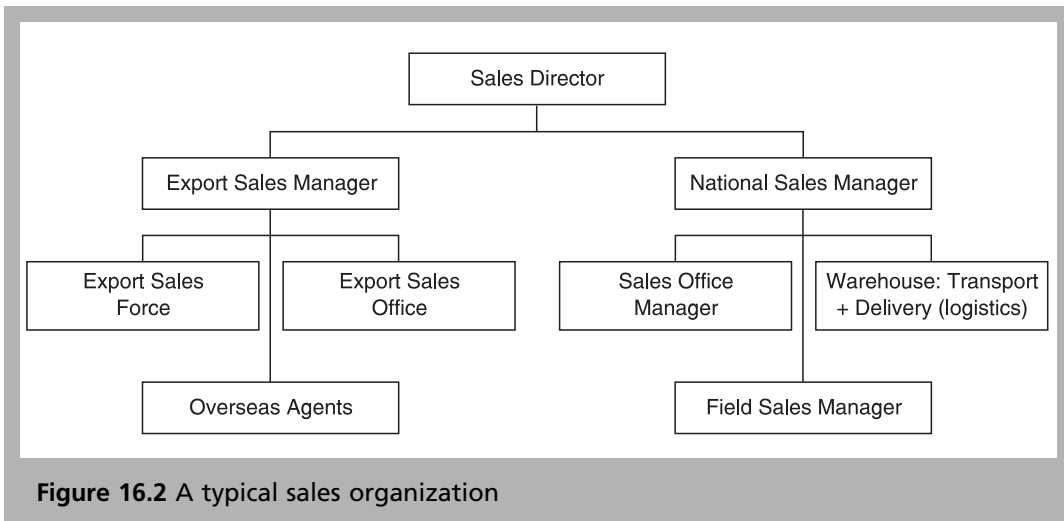 Sales Director
Export Sales Manager
National Sales Manager
Export Sales
Force
Export Sales
Office
Sales Office
Manager
Warehouse: Transport
+ Delivery (logistics)
Overseas Agents
Field Sales Manager
Figure 16.2 A typical sales organization